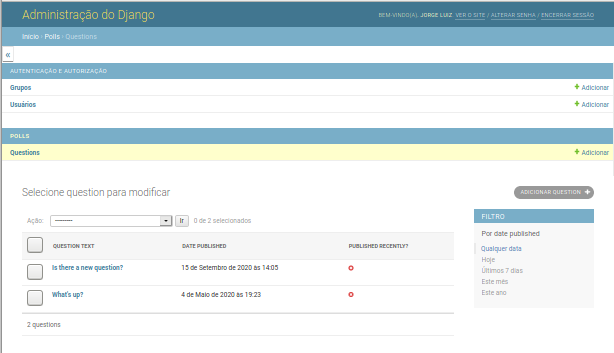 Administração do Django
BEM-VINDO(A), JORGE LUIZ. VER O SITE / ALTERAR SENHA / ENCERRAR SESSÃO
Início › Polls › Questions
«
AUTENTICAÇÃO E AUTORIZAÇÃO
Grupos + Adicionar
Usuários + Adicionar
POLLS
Questions + Adicionar
Selecione question para modificar
ADICIONAR QUESTION +
Ação: --------- Ir 0 de 2 selecionados
QUESTION TEXT DATE PUBLISHED PUBLISHED RECENTLY?
Is there a new question? 15 de Setembro de 2020 às 14:05
What's up? 4 de Maio de 2020 às 19:23
2 questions
FILTRO
Por date published
Qualquer data
Hoje
Últimos 7 dias
Este mês
Este ano